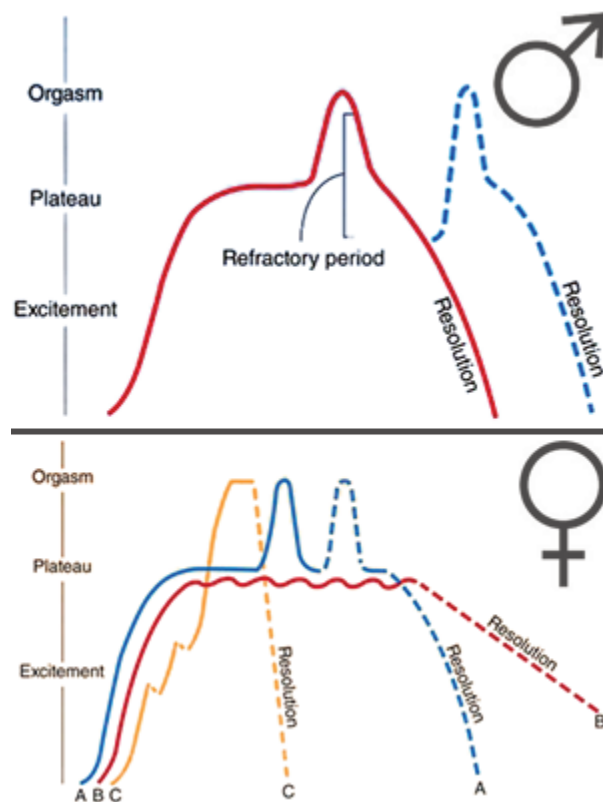 Orgasm
Plateau
Refractory period
Excitement
Resolution
Resolution
Orgasm
Plateau
Excitement
Resolution
Resolution
Resolution
B
A B C
C
A